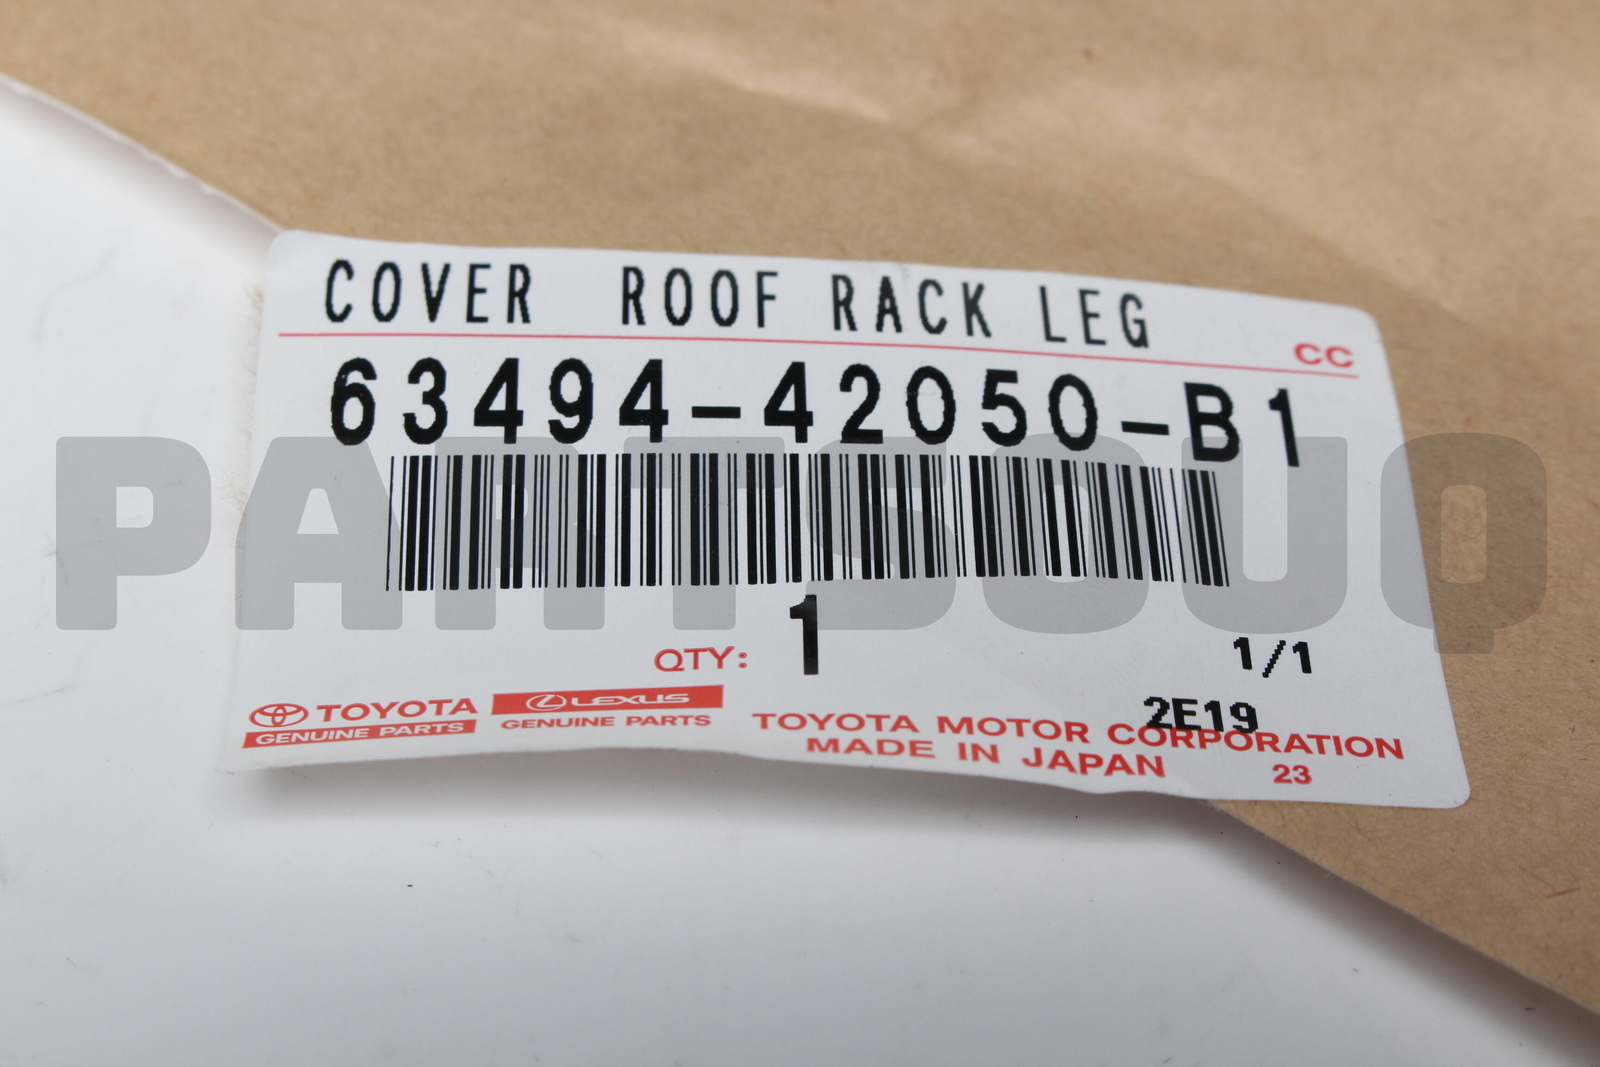 COVER ROOF RACK LEG
CC
63494-42050-B1
PARTSOUQ
QTY: 1
1/1
2E19
TOYOTA
GENUINE PARTS
LEXUS
GENUINE PARTS
TOYOTA MOTOR CORPORATION
MADE IN JAPAN
23